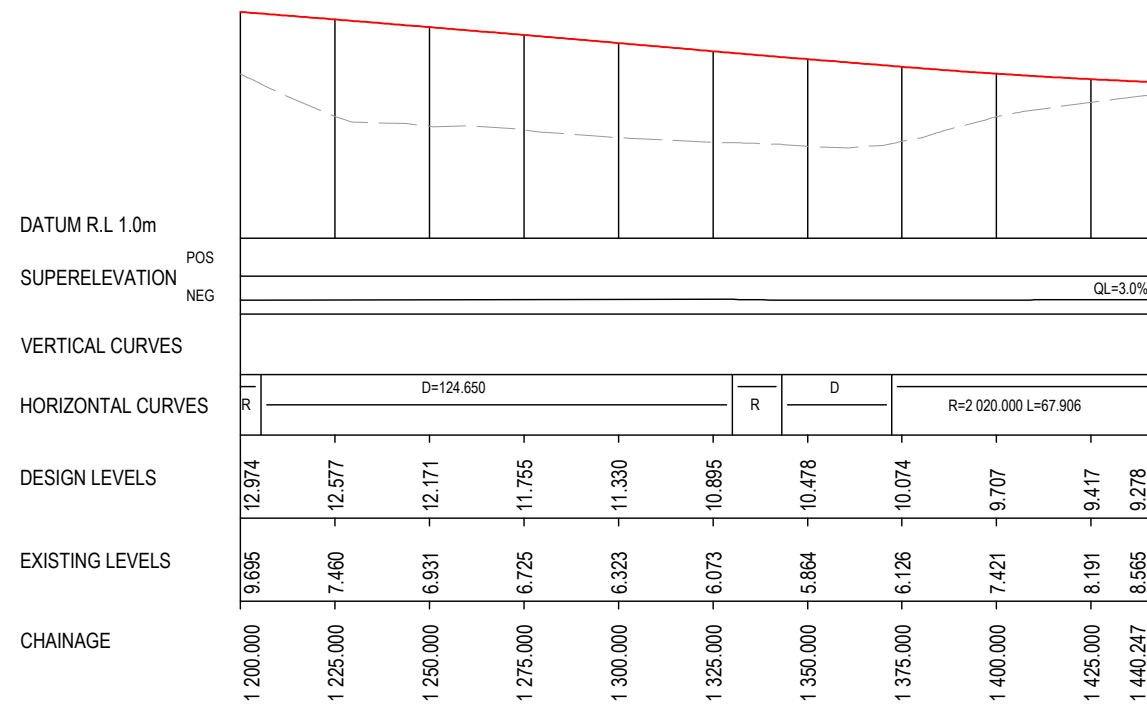 DATUM R.L 1.0m
SUPERELEVATION
POS
NEG
QL=3.0%
VERTICAL CURVES
HORIZONTAL CURVES
R
D=124.650
R
D
R=2 020.000 L=67.906
DESIGN LEVELS
12.974
12.577
12.171
11.755
11.330
10.895
10.478
10.074
9.707
9.417
9.278
EXISTING LEVELS
9.695
7.460
6.931
6.725
6.323
6.073
5.864
6.126
7.421
8.191
8.565
CHAINAGE
1 200.000
1 225.000
1 250.000
1 275.000
1 300.000
1 325.000
1 350.000
1 375.000
1 400.000
1 425.000
1 440.247